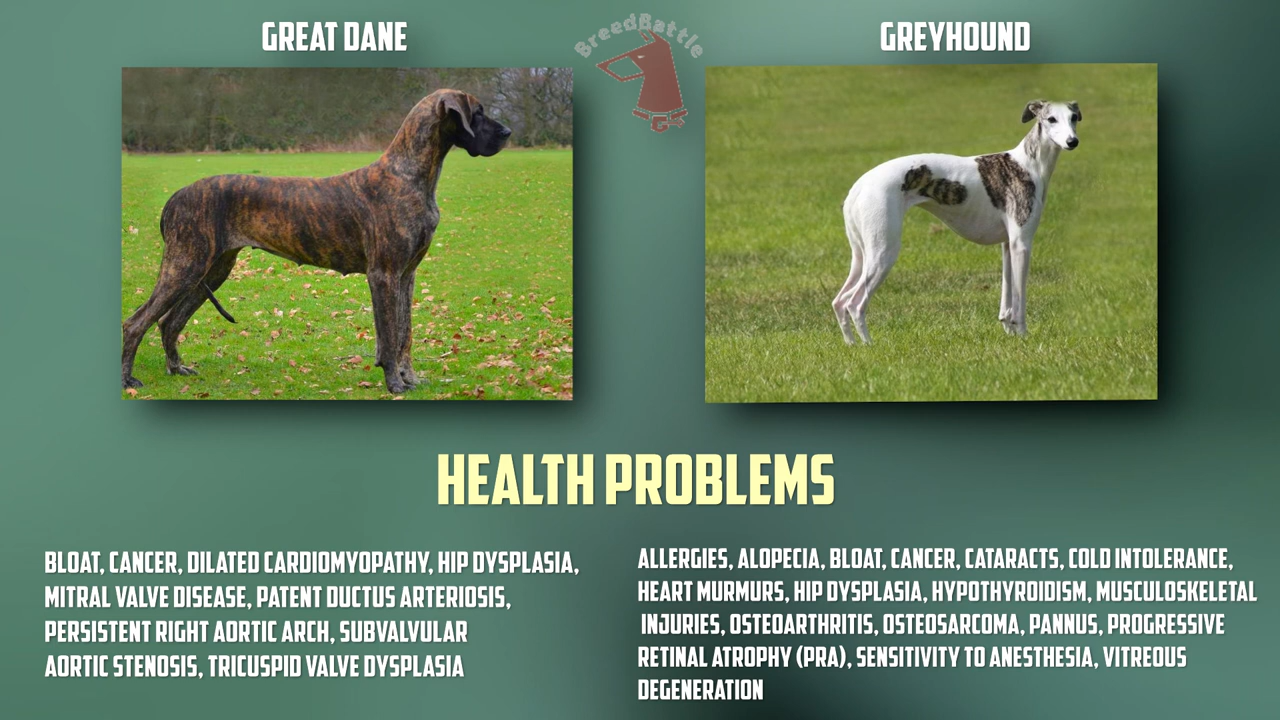 GREAT DANE
BreedBattle
GREYHOUND
HEALTH PROBLEMS
BLOAT, CANCER, DILATED CARDIOMYOPATHY, HIP DYSPLASIA,
MITRAL VALVE DISEASE, PATENT DUCTUS ARTERIOSIS,
PERSISTENT RIGHT AORTIC ARCH, SUBVALVULAR
AORTIC STENOSIS, TRICUSPID VALVE DYSPLASIA
ALLERGIES, ALOPECIA, BLOAT, CANCER, CATARACTS, COLD INTOLERANCE,
HEART MURMURS, HIP DYSPLASIA, HYPOTHYROIDISM, MUSCULOSKELETAL
INJURIES, OSTEOARTHRITIS, OSTEOSARCOMA, PANNUS, PROGRESSIVE
RETINAL ATROPHY (PRA), SENSITIVITY TO ANESTHESIA, VITREOUS
DEGENERATION